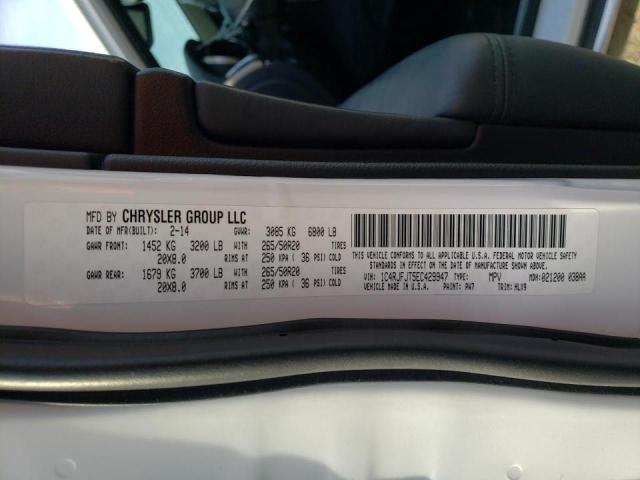 MFD BY CHRYSLER GROUP LLC
DATE OF MFR(BUILT): 2-14 GVWR: 3085 KG 6800 LB
GAWR FRONT: 1452 KG 3200 LB WITH 265/50R20 TIRES
20X8.0 RIMS AT 250 KPA ( 36 PSI) COLD
GAWR REAR: 1679 KG 3700 LB WITH 265/50R20 TIRES
20X8.0 RIMS AT 250 KPA ( 36 PSI) COLD
THIS VEHICLE CONFORMS TO ALL APPLICABLE U.S.A. FEDERAL MOTOR VEHICLE SAFETY
STANDARDS IN EFFECT ON THE DATE OF MANUFACTURE SHOWN ABOVE.
VIN: 1C4RJFJT5EC429947 TYPE: MPV MDH:021200 038AA
VEHICLE MADE IN U.S.A. PAINT: PW7 TRIM: HLX9